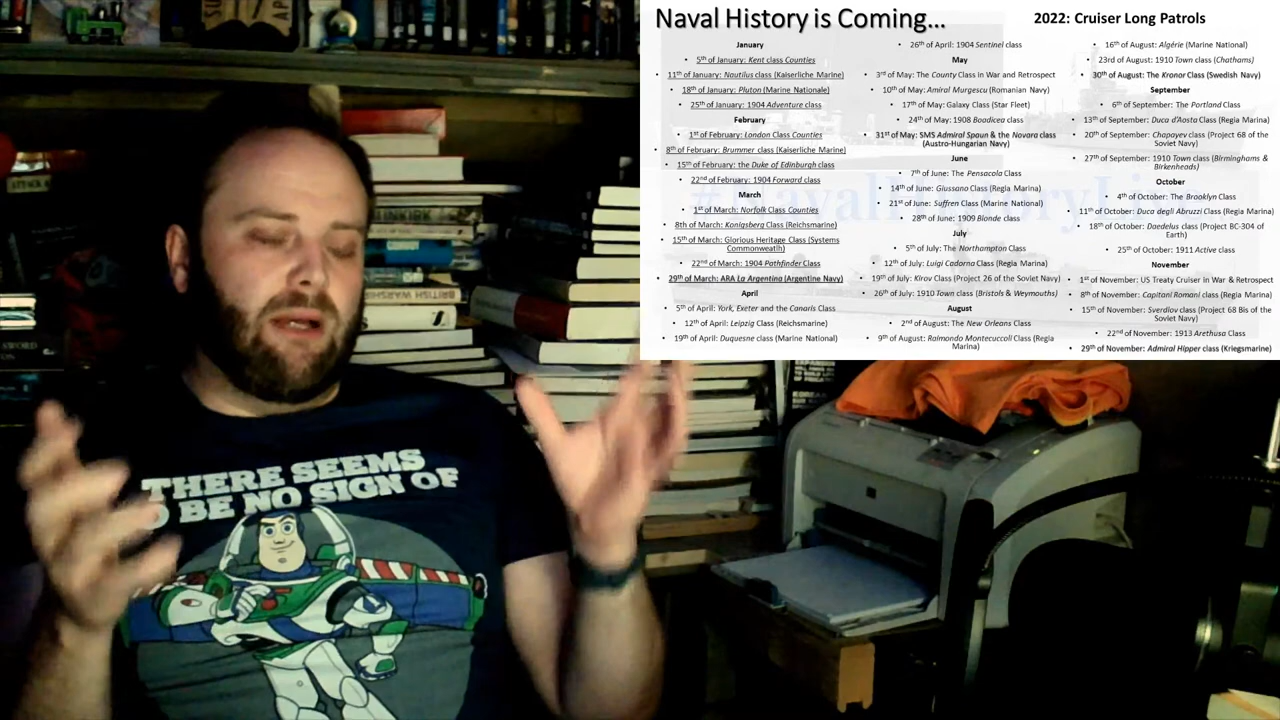 Naval History is Coming...
2022: Cruiser Long Patrols
January
• 5th of January: Kent class Counties
• 11th of January: Nautilus class (Kaiserliche Marine)
• 18th of January: Pluton (Marine Nationale)
• 25th of January: 1904 Adventure class
February
• 1st of February: London Class Counties
• 8th of February: Brummer class (Kaiserliche Marine)
• 15th of February: the Duke of Edinburgh class
• 22nd of February: 1904 Forward class
March
• 1st of March: Norfolk Class Counties
• 8th of March: Konigsberg Class (Reichsmarine)
• 15th of March: Glorious Heritage Class (Systems
Commonwealth)
• 22nd of March: 1904 Pathfinder Class
• 29th of March: ARA La Argentina (Argentine Navy)
April
• 5th of April: York, Exeter and the Canaris Class
• 12th of April: Leipzig Class (Reichsmarine)
• 19th of April: Duquesne class (Marine National)
• 26th of April: 1904 Sentinel class
May
• 3rd of May: The County Class in War and Retrospect
• 10th of May: Amiral Murgescu (Romanian Navy)
• 17th of May: Galaxy Class (Star Fleet)
• 24th of May: 1908 Boadicea class
• 31st of May: SMS Admiral Spaun & the Novara class
(Austro-Hungarian Navy)
June
• 7th of June: The Pensacola Class
• 14th of June: Giussano Class (Regia Marina)
• 21st of June: Suffren Class (Marine National)
• 28th of June: 1909 Blonde class
July
• 5th of July: The Northampton Class
• 12th of July: Luigi Cadorna Class (Regia Marina)
• 19th of July: Kirov Class (Project 26 of the Soviet Navy)
• 26th of July: 1910 Town class (Bristols & Weymouths)
August
• 2nd of August: The New Orleans Class
• 9th of August: Raimondo Montecuccoli Class (Regia
Marina)
• 16th of August: Algérie (Marine National)
• 23rd of August: 1910 Town class (Chathams)
• 30th of August: The Kronor Class (Swedish Navy)
September
• 6th of September: The Portland Class
• 13th of September: Duca d'Aosta Class (Regia Marina)
• 20th of September: Chapayev class (Project 68 of the
Soviet Navy)
• 27th of September: 1910 Town class (Birminghams &
Birkenheads)
October
• 4th of October: The Brooklyn Class
• 11th of October: Duca degli Abruzzi Class (Regia Marina)
• 18th of October: Daedelus class (Project BC-304 of
Earth)
• 25th of October: 1911 Active class
November
• 1st of November: US Treaty Cruiser in War & Retrospect
• 8th of November: Capitani Romani class (Regia Marina)
• 15th of November: Sverdlov class (Project 68 Bis of the
Soviet Navy)
• 22nd of November: 1913 Arethusa Class
• 29th of November: Admiral Hipper class (Kriegsmarine)
THERE SEEMS
BE NO SIGN OF
BRITISH WARSHIPS
SWORD